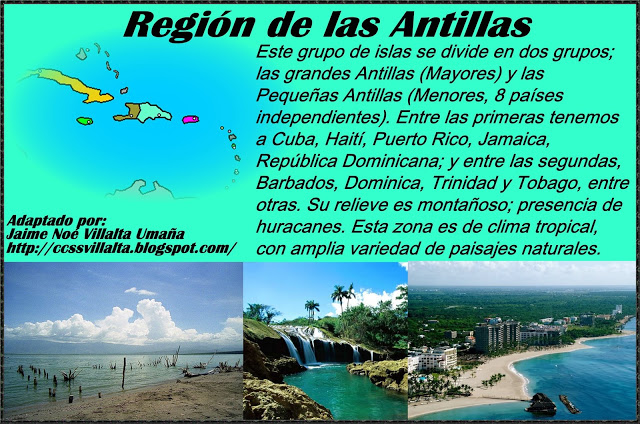 Región de las Antillas
Este grupo de islas se divide en dos grupos;
las grandes Antillas (Mayores) y las
Pequeñas Antillas (Menores, 8 países
independientes). Entre las primeras tenemos
a Cuba, Haití, Puerto Rico, Jamaica,
República Dominicana; y entre las segundas,
Barbados, Dominica, Trinidad y Tobago, entre
otras. Su relieve es montañoso; presencia de
huracanes. Esta zona es de clima tropical,
con amplia variedad de paisajes naturales.
Adaptado por:
Jaime Noé Villalta Umaña
http://ccssvillalta.blogspot.com/